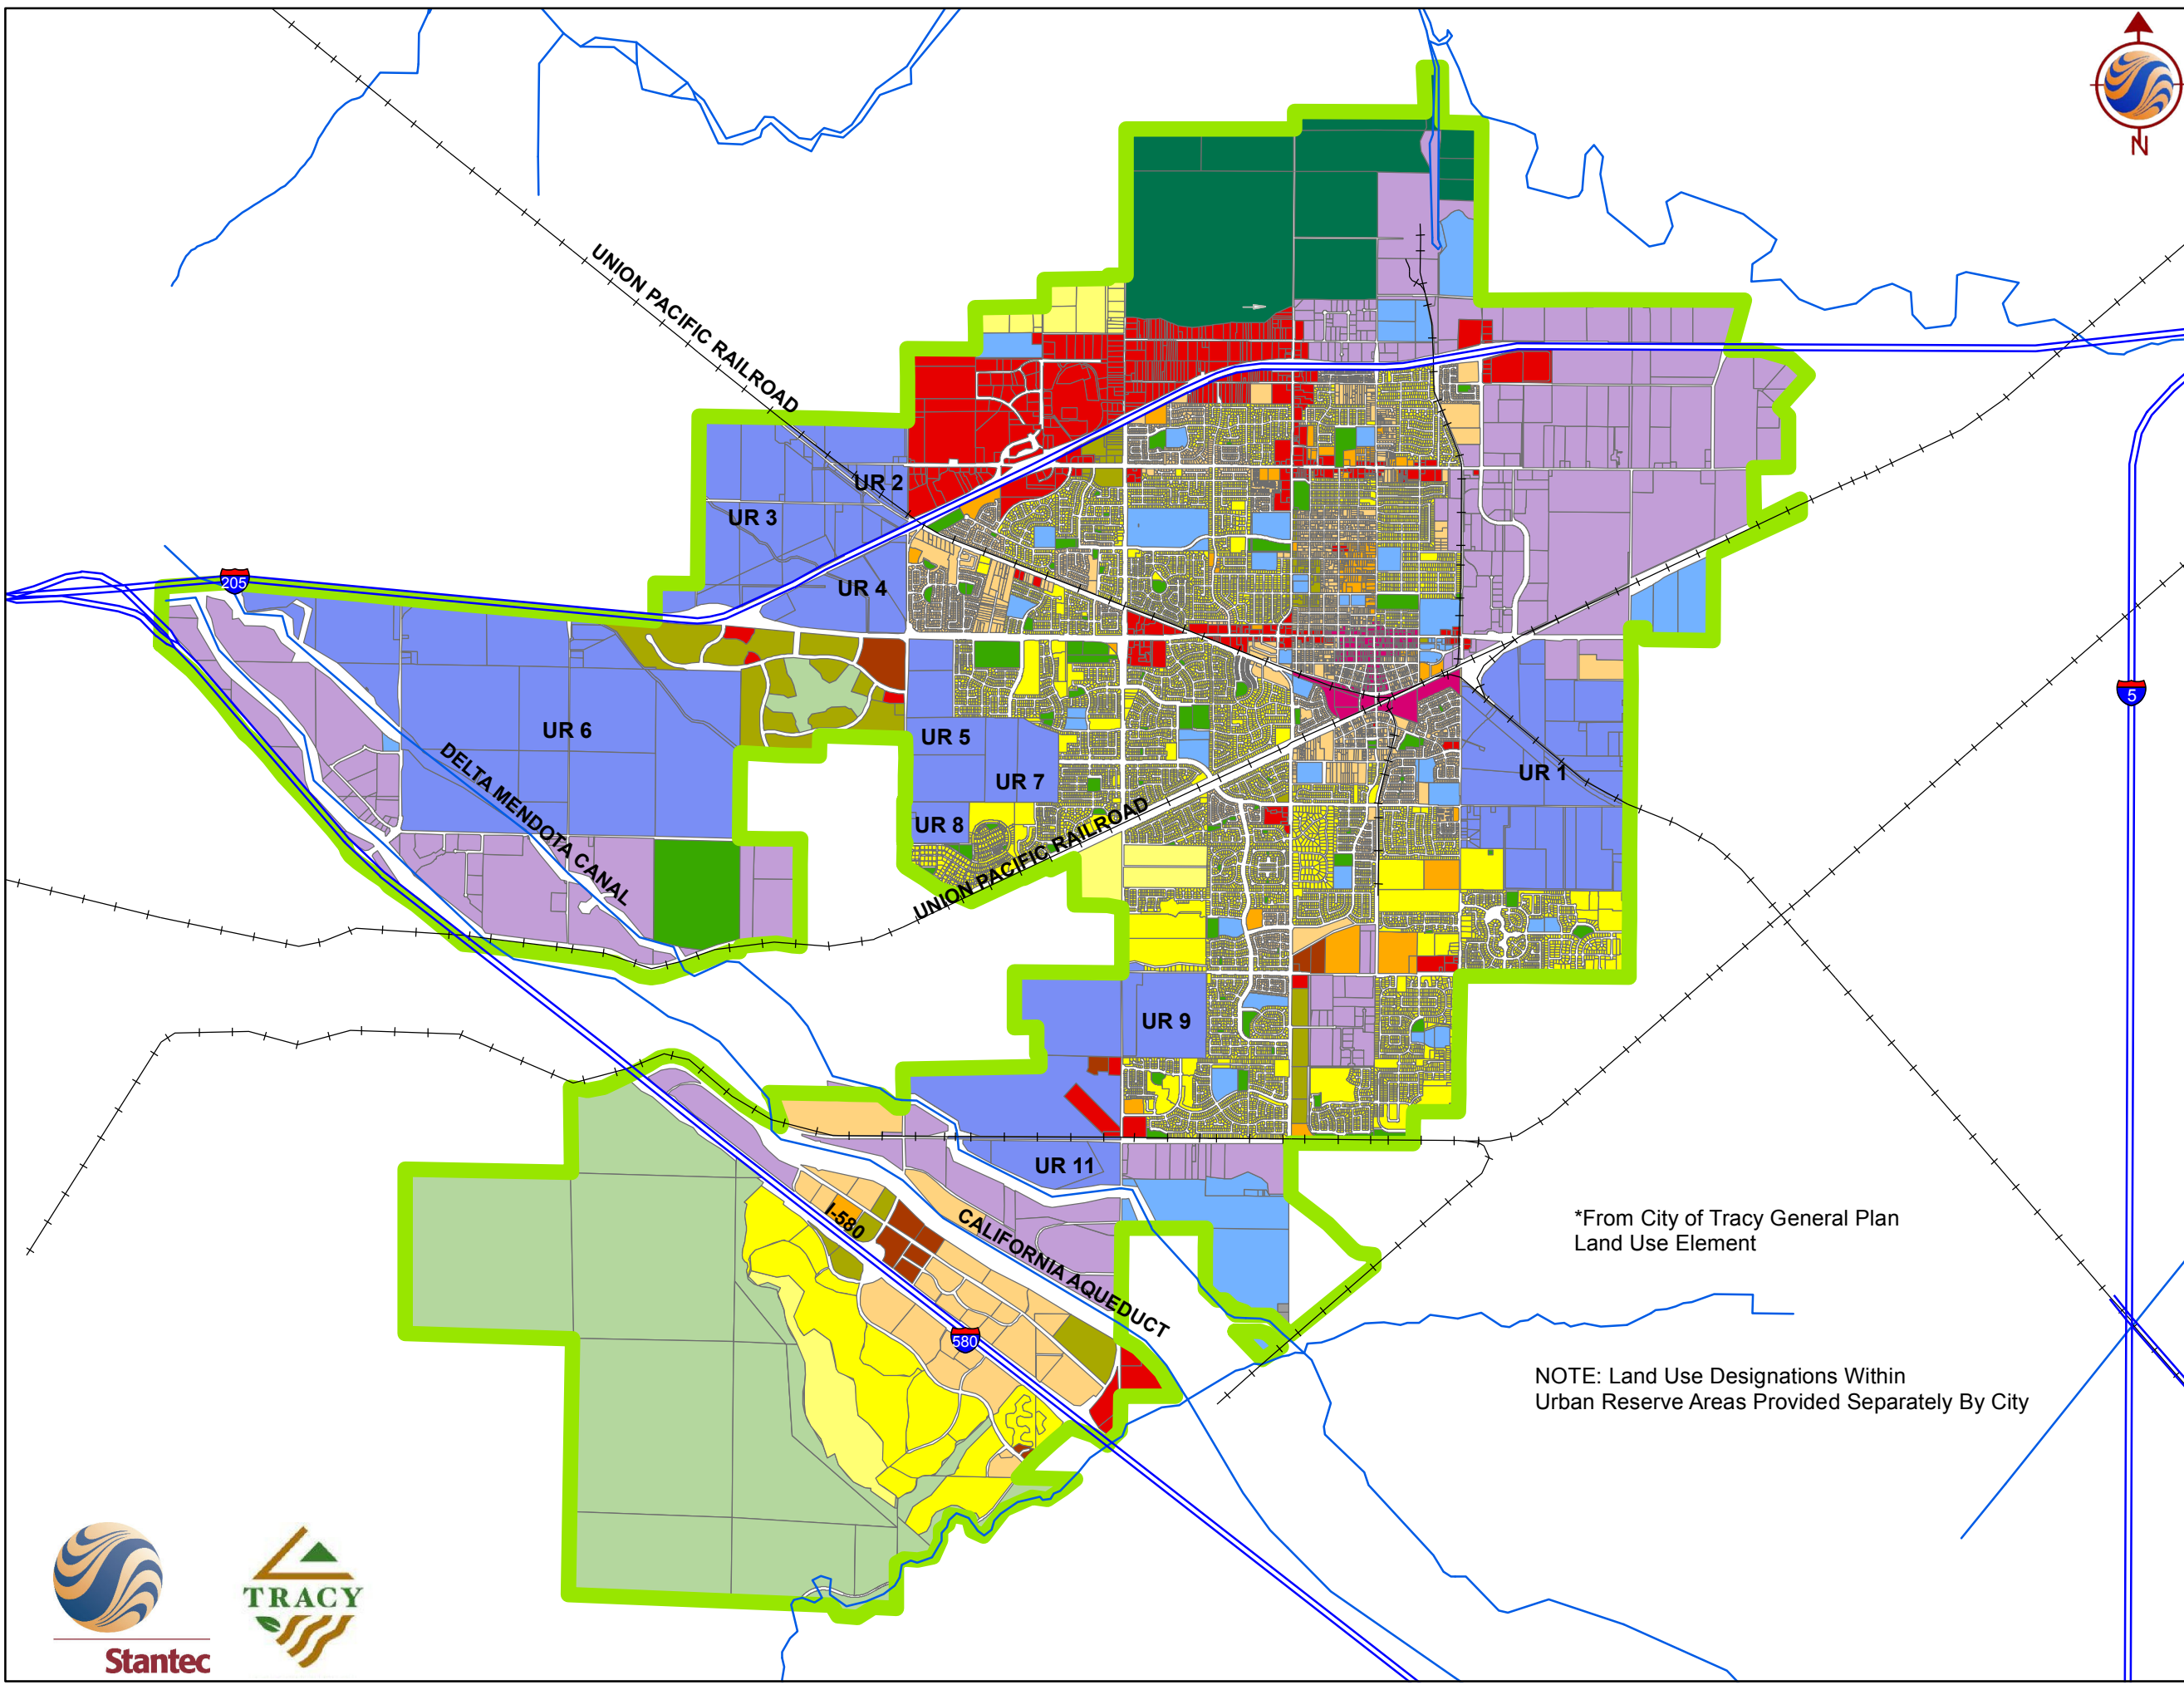 N
UNION PACIFIC RAILROAD
UR 2
UR 3
UR 4
205
5
UR 6
UR 5
UR 7
UR 1
DELTA MENDOTA CANAL
UR 8
UNION PACIFIC RAILROAD
UR 9
UR 11
I-580
CALIFORNIA AQUEDUCT
580
*From City of Tracy General Plan
Land Use Element
NOTE: Land Use Designations Within
Urban Reserve Areas Provided Separately By City
Stantec
TRACY